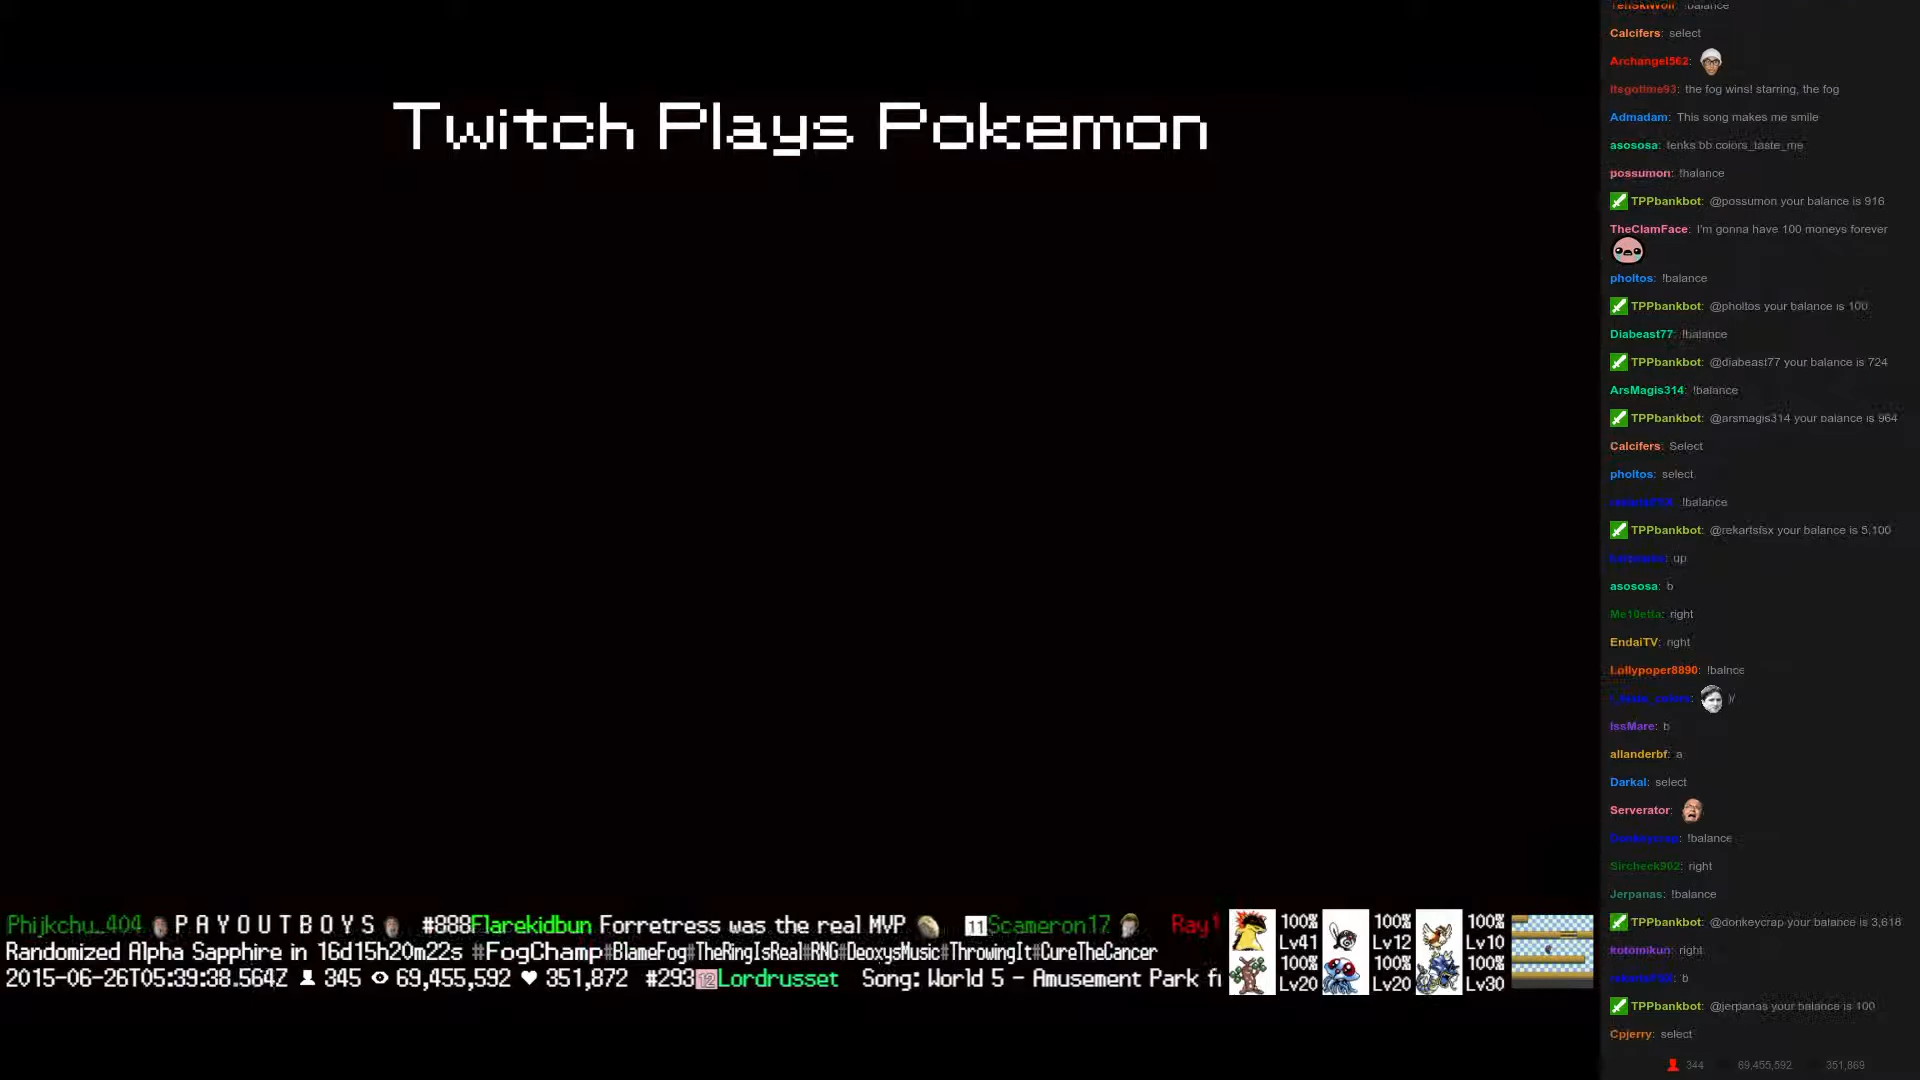 Twitch Plays Pokemon
!balance
Calcifers: select
Archangel562:
Itsgotime93: the fog wins! starring, the fog
Admadam: This song makes me smile
asososa: tenks bb colors_taste_me
possumon: !balance
TPPbankbot: @possumon your balance is 916
TheClamFace: I'm gonna have 100 moneys forever
pholtos: !balance
TPPbankbot: @pholtos your balance is 100
Diabeast77: !balance
TPPbankbot: @diabeast77 your balance is 724
ArsMagis314: !balance
TPPbankbot: @arsmagis314 your balance is 964
Calcifers: Select
pholtos: select
!balance
TPPbankbot: @rekartsfsx your balance is 5,100
up
asososa: b
Me10etta: right
EndaiTV: right
Lollypoper8890: !balnce
)/
IssMare: b
allanderbf: a
Darkal: select
Serverator:
Donkeycrap: !balance
Sircheek902: right
Jerpanas: !balance
TPPbankbot: @donkeycrap your balance is 3,618
right
b
TPPbankbot: @jerpanas your balance is 100
Cpjerry: select
344 69,455,592 351,869
Phijkchu_404 P A Y O U T B O Y S #888Flarekidbun Forretress was the real MVP 11Scameron17 Ray1
Randomized Alpha Sapphire in 16d15h20m22s #FogChamp#BlameFog#TheRingIsReal#RNG#DeoxysMusic#ThrowingIt#CureTheCancer
2015-06-26T05:39:38.564Z 345 69,455,592 351,872 #293 12Lordrusset Song: World 5 - Amusement Park fr
100% 100% 100%
Lv41 Lv12 Lv10
100% 100% 100%
Lv20 Lv20 Lv30